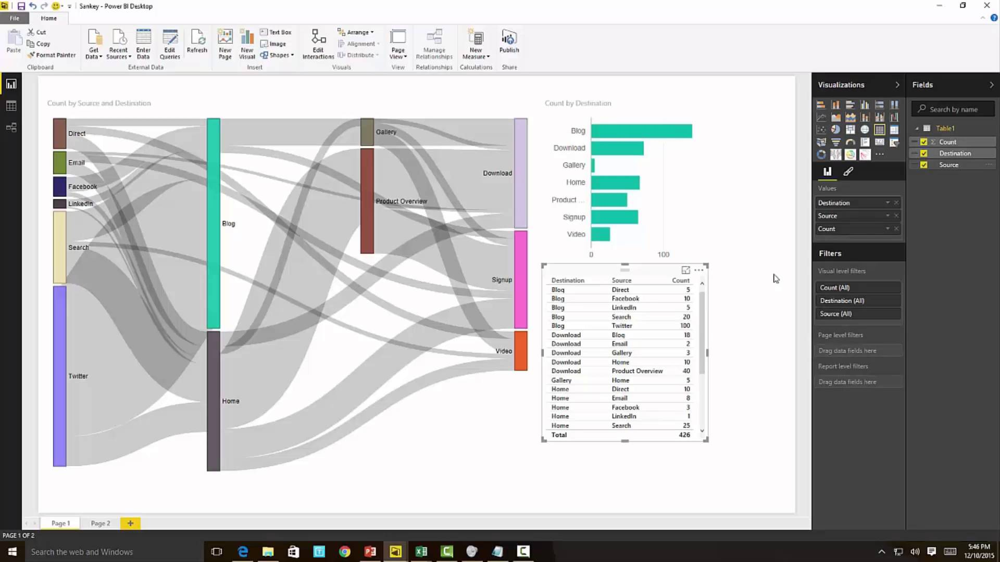 Sankey - Power BI Desktop
File
Home
Paste
Cut
Copy
Format Painter
Clipboard
Get Data
Recent Sources
Enter Data
Edit Queries
Refresh
External Data
New Page
New Visual
Text Box
Image
Shapes
Insert
Edit Interactions
Arrange
Alignment
Distribute
Visuals
Page View
View
Manage Relationships
Relationships
New Measure
Calculations
Publish
Share
Count by Source and Destination
Direct
Email
Facebook
LinkedIn
Search
Twitter
Blog
Home
Gallery
Product Overview
Download
Signup
Video
Count by Destination
Blog
Download
Gallery
Home
Product ...
Signup
Video
0 100
Destination Source Count
Blog Direct 5
Blog Facebook 10
Blog LinkedIn 5
Blog Search 20
Blog Twitter 100
Download Blog 18
Download Email 2
Download Gallery 3
Download Home 10
Download Product Overview 40
Gallery Home 5
Home Direct 10
Home Email 8
Home Facebook 3
Home LinkedIn 1
Home Search 25
Total 426
Visualizations
Values
Destination
Source
Count
Filters
Visual level filters
Count (All)
Destination (All)
Source (All)
Page level filters
Drag data fields here
Report level filters
Drag data fields here
Fields
Search by name
Table1
Σ Count
Destination
Source
Page 1
Page 2
PAGE 1 OF 2
Search the web and Windows
5:46 PM
12/10/2015